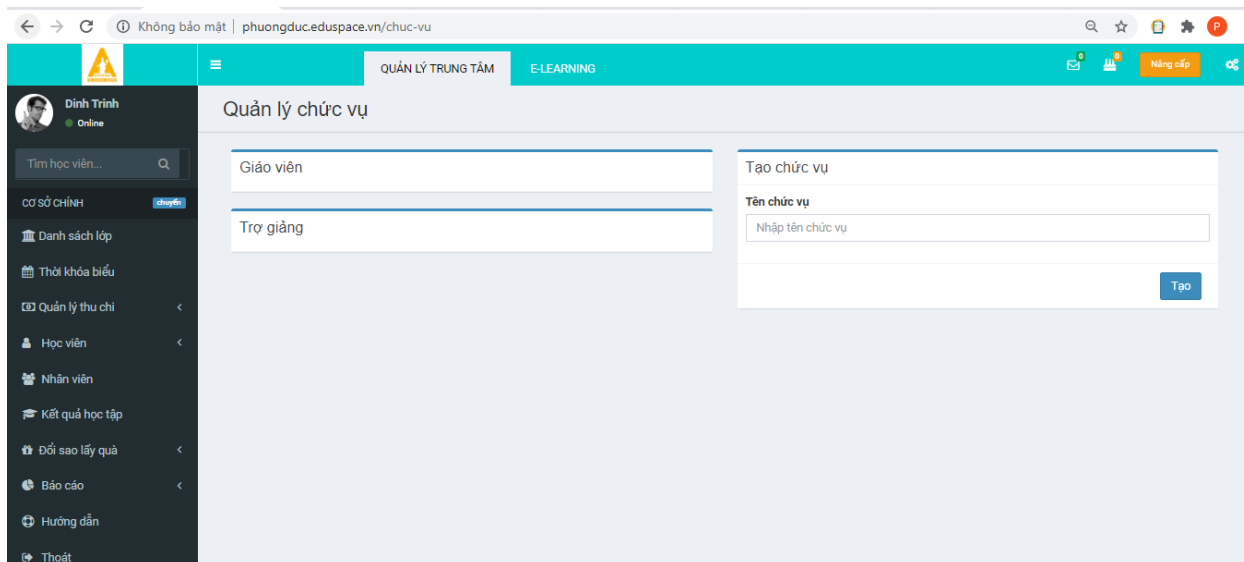 Không bảo mật | phuongduc.eduspace.vn/chuc-vu
P
QUẢN LÝ TRUNG TÂM
E-LEARNING
0
0
Nâng cấp
Dinh Trinh
Online
Tìm học viên...
CƠ SỞ CHÍNH
chuyển
Danh sách lớp
Thời khóa biểu
Quản lý thu chi
Học viên
Nhân viên
Kết quả học tập
Đổi sao lấy quà
Báo cáo
Hướng dẫn
Thoát
Quản lý chức vụ
Giáo viên
Trợ giảng
Tạo chức vụ
Tên chức vụ
Nhập tên chức vụ
Tạo